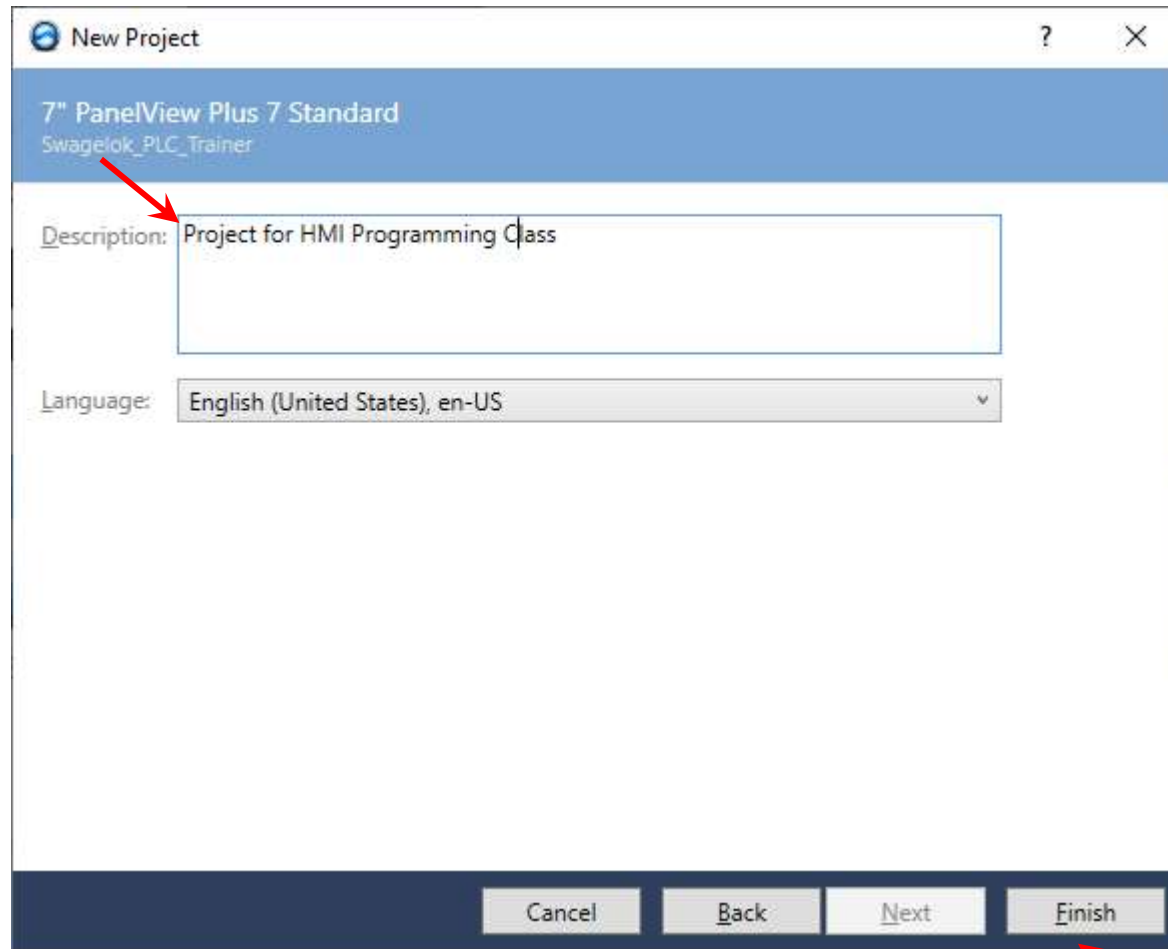 New Project ?
7" PanelView Plus 7 Standard
Swagelok_PLC_Trainer
Description: Project for HMI Programming Class
Language: English (United States), en-US
Cancel Back Next Finish